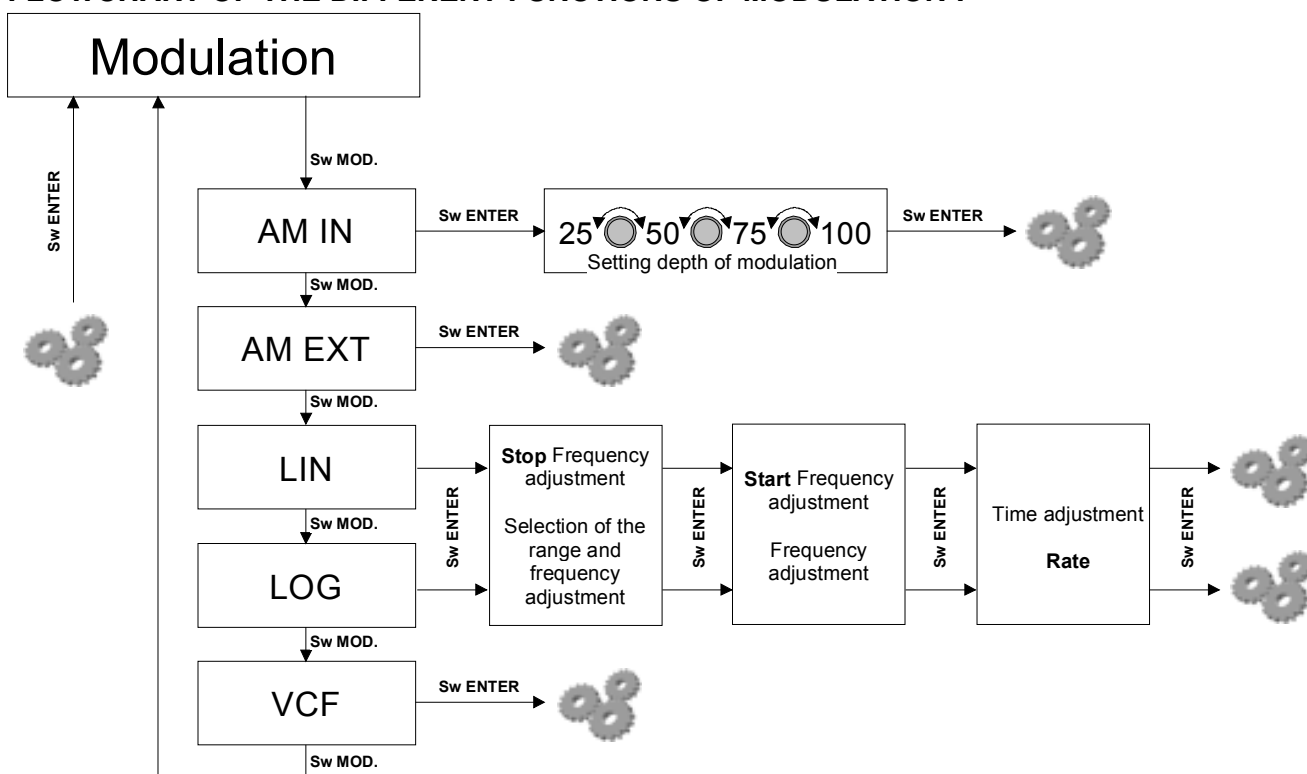 FLOWCHART OF THE DIFFERENT FUNCTIONS OF MODULATION :
Modulation
Sw MOD.
Sw ENTER
AM IN
Sw ENTER
25 50 75 100
Setting depth of modulation
Sw ENTER
Sw MOD.
AM EXT
Sw ENTER
Sw MOD.
LIN
Sw MOD.
LOG
Sw ENTER
Stop Frequency
adjustment
Selection of the
range and
frequency
adjustment
Sw ENTER
Start Frequency
adjustment
Frequency
adjustment
Sw ENTER
Time adjustment
Rate
Sw ENTER
Sw MOD.
VCF
Sw ENTER
Sw MOD.